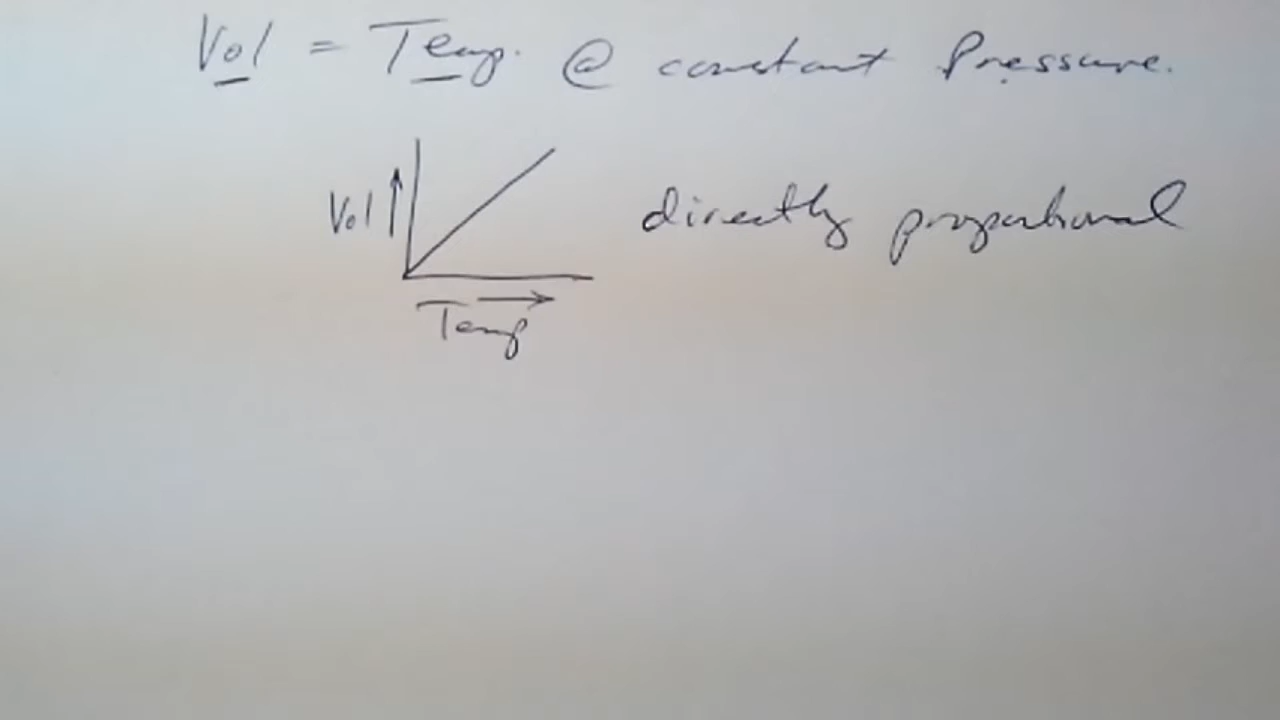 Vol = Temp. @ constant Pressure.
Vol
directly proportional
Temp